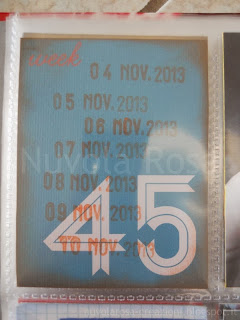 week
04 NOV. 2013
05 NOV. 2013
06 NOV. 2013
07 NOV. 2013
Nuvola Rosa
08 NOV. 2013
09 NOV. 2013
10 NOV. 2013
45